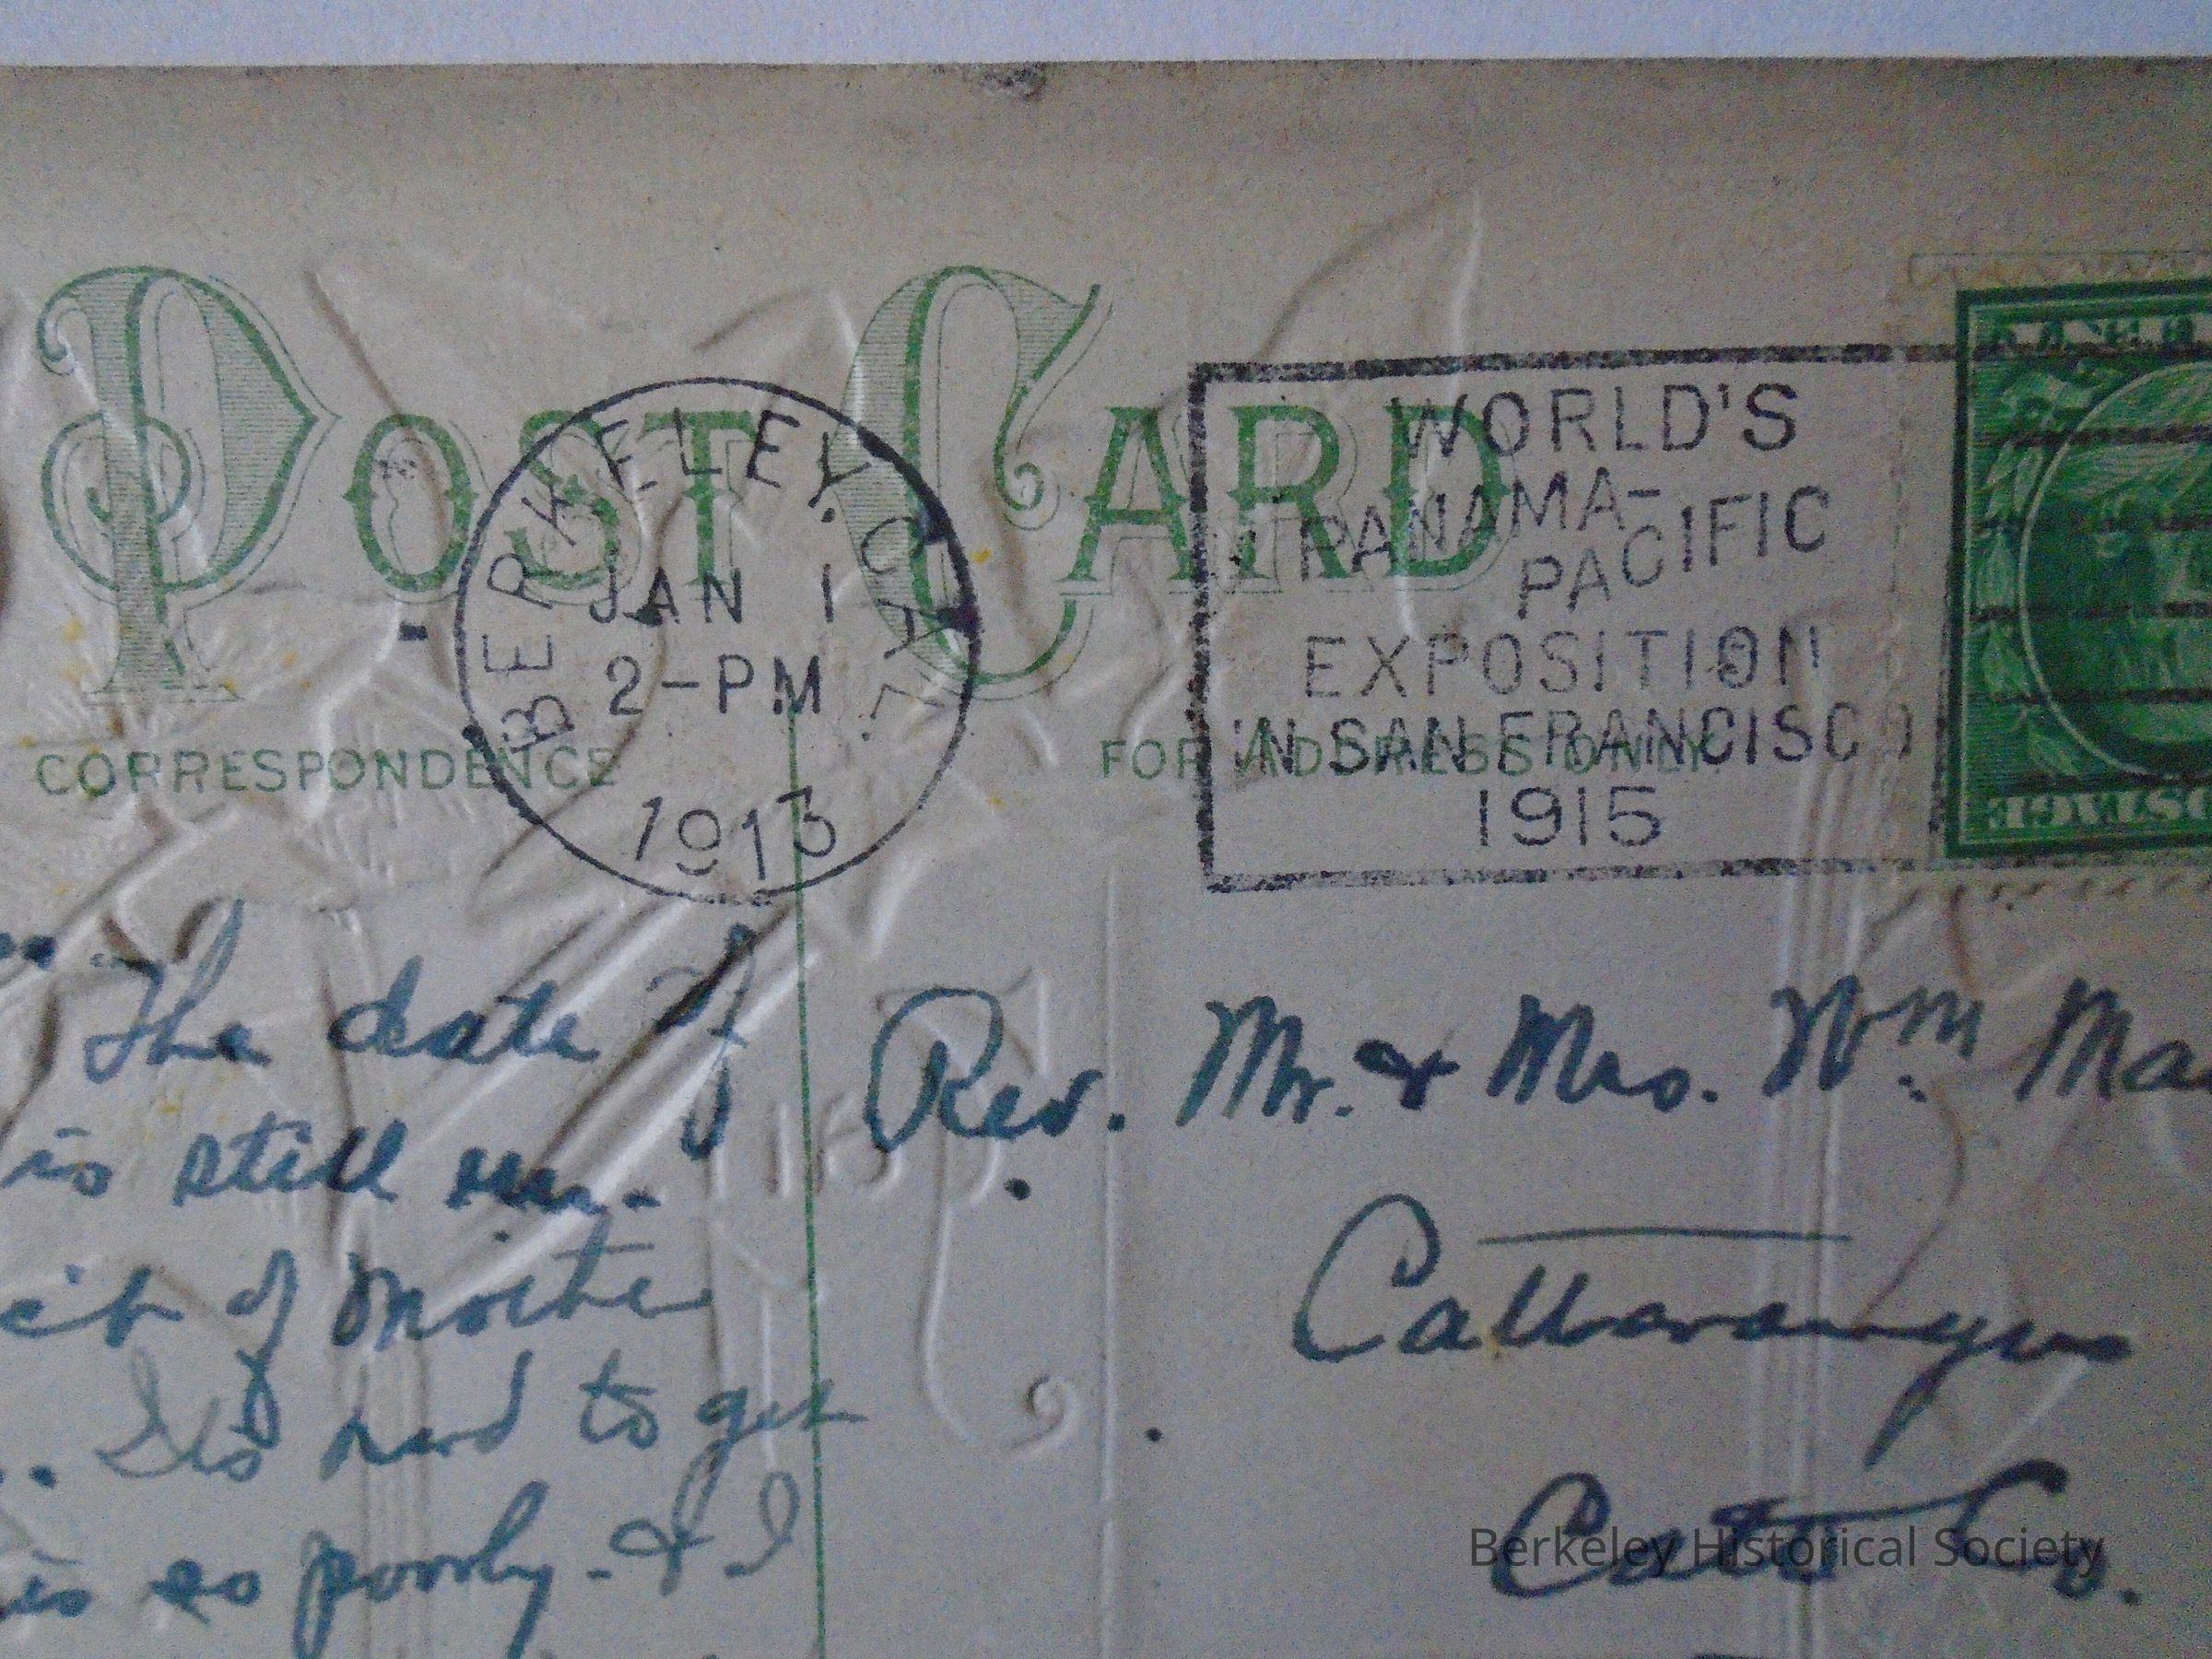 POST CARD
BERKELEY, CAL.
JAN 1
2-PM
1913
WORLD'S
PANAMA-
PACIFIC
EXPOSITION
IN SAN FRANCISCO
1915
POSTAGE
CORRESPONDENCE
FOR ADDRESS ONLY.
The date of
is still un-
of Mother
Its hard to get
is so poorly - & I
Rev. Mr. & Mrs. Wm
Cattaraugus
Catt. Co.
Berkeley Historical Society